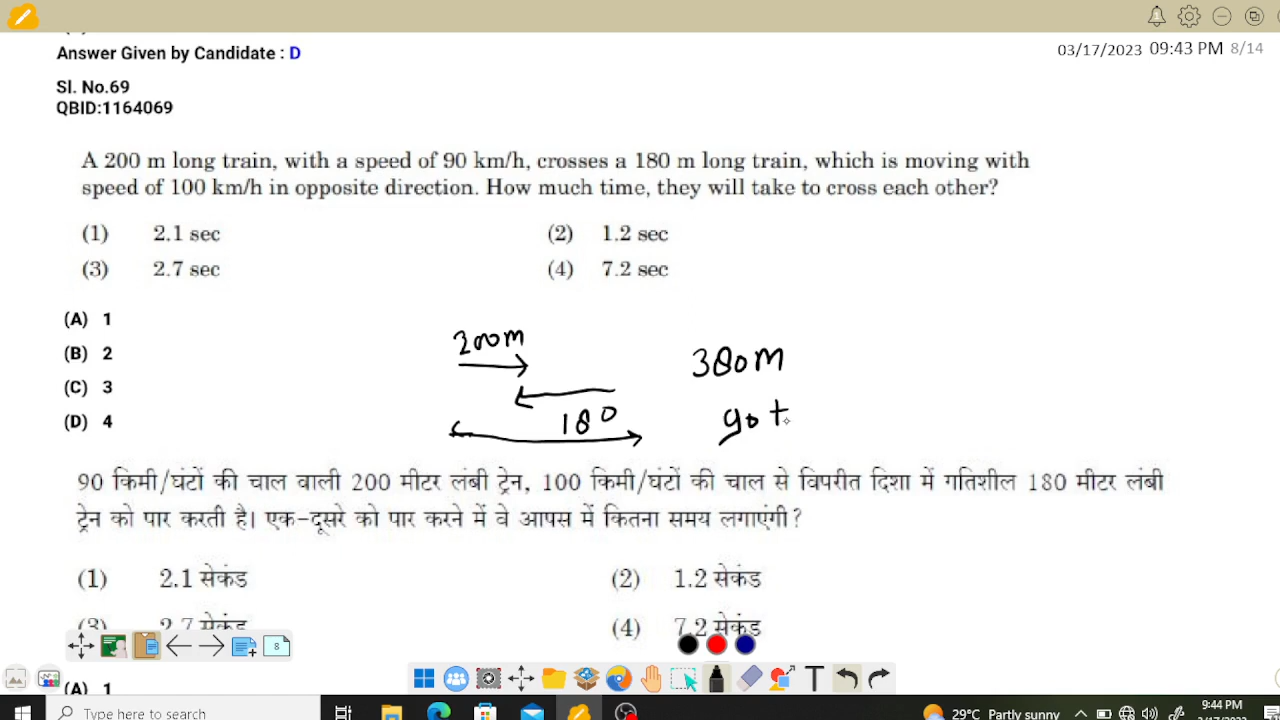 03/17/2023 09:43 PM 8/14
Answer Given by Candidate : D
Sl. No.69
QBID:1164069
A 200 m long train, with a speed of 90 km/h, crosses a 180 m long train, which is moving with
speed of 100 km/h in opposite direction. How much time, they will take to cross each other?
(1) 2.1 sec (2) 1.2 sec
(3) 2.7 sec (4) 7.2 sec
(A) 1
(B) 2
(C) 3
(D) 4
200m
380m
180
90 +
90 किमी/घंटों की चाल वाली 200 मीटर लंबी ट्रेन, 100 किमी/घंटों की चाल से विपरीत दिशा में गतिशील 180 मीटर लंबी
ट्रेन को पार करती है। एक-दूसरे को पार करने में वे आपस में कितना समय लगाएंगी?
(1) 2.1 सेकंड (2) 1.2 सेकंड
(3) 2.7 सेकंड (4) 7.2 सेकंड
8
(A) 1
Type here to search
29°C Partly sunny
9:44 PM